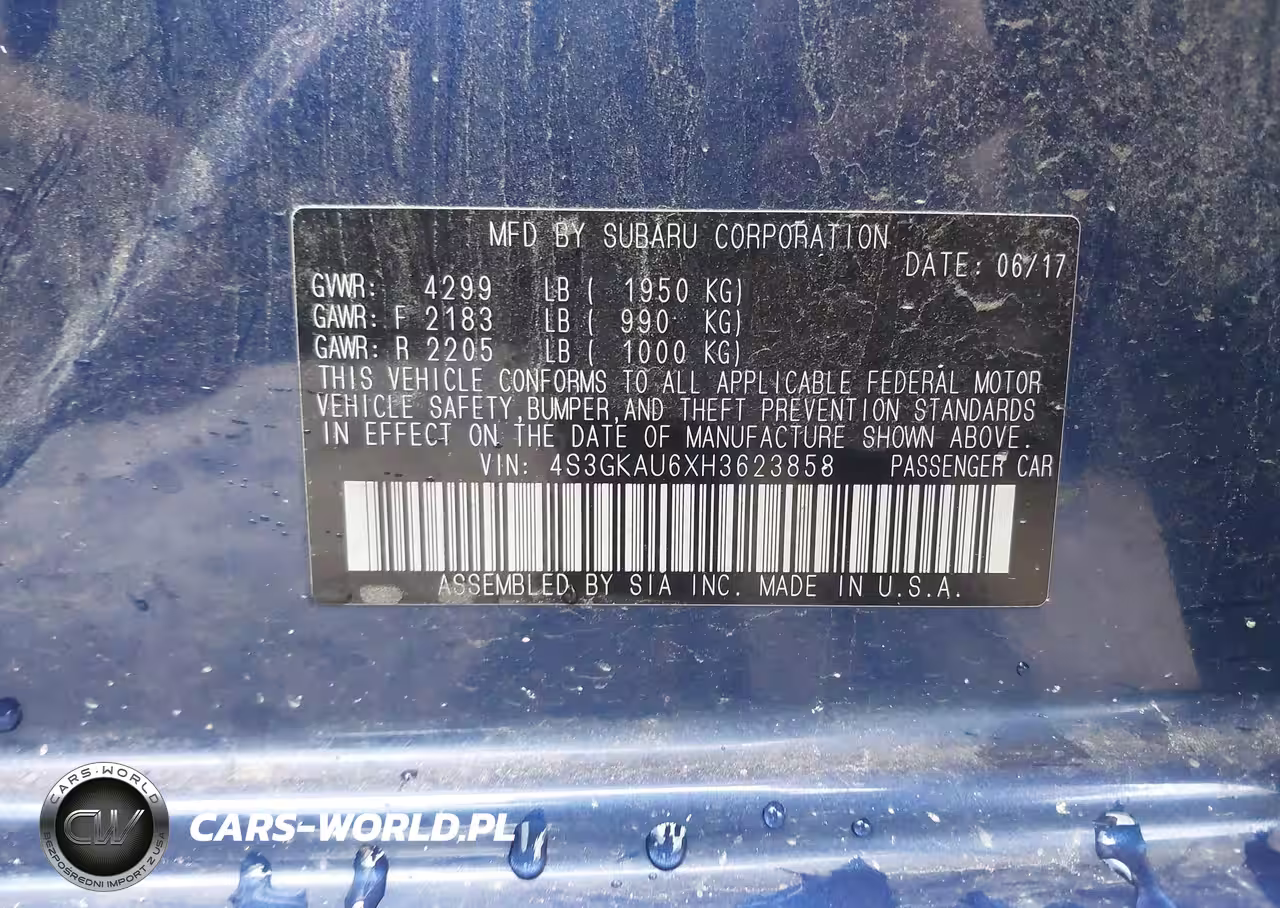 MFD BY SUBARU CORPORATION
DATE: 06/17
GVWR: 4299 LB ( 1950 KG)
GAWR: F 2183 LB ( 990 KG)
GAWR: R 2205 LB ( 1000 KG)
THIS VEHICLE CONFORMS TO ALL APPLICABLE FEDERAL MOTOR
VEHICLE SAFETY,BUMPER,AND THEFT PREVENTION STANDARDS
IN EFFECT ON THE DATE OF MANUFACTURE SHOWN ABOVE.
VIN: 4S3GKAU6XH3623858 PASSENGER CAR
ASSEMBLED BY SIA INC. MADE IN U.S.A.
CARS-WORLD
CW
BEZPOŚREDNI IMPORT Z USA
CARS-WORLD.PL